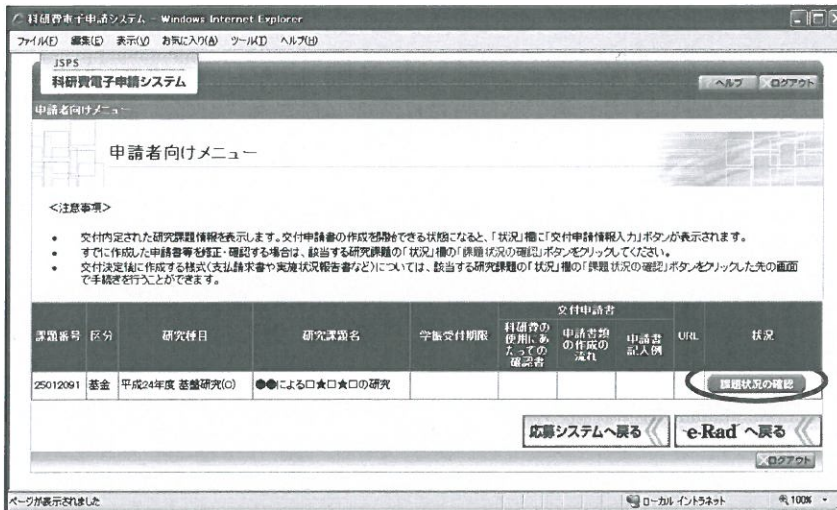 科研費電子申請システム - Windows Internet Explorer
ファイル(F) 編集(E) 表示(V) お気に入り(A) ツール(T) ヘルプ(H)
JSPS
科研費電子申請システム
ヘルプ ログアウト
申請者向けメニュー
申請者向けメニュー
<注意事項>
• 交付内定された研究課題情報を表示します。交付申請書の作成を開始できる状態になると、「状況」欄に「交付申請情報入力」ボタンが表示されます。
• すでに作成した申請書等を修正・確認する場合は、該当する研究課題の「状況」欄の「課題状況の確認」ボタンをクリックしてください。
• 交付決定後に作成する様式(支払請求書や実施状況報告書など)については、該当する研究課題の「状況」欄の「課題状況の確認」ボタンをクリックした先の画面
で手続きを行うことができます。
交付申請書
課題番号 区分 研究種目 研究課題名 学振受付期限 科研費の使用にあたっての確認書 申請書類の作成の流れ 申請書記入例 URL 状況
25012091 基金 平成24年度 基盤研究(C) ●●による□★□★□の研究 課題状況の確認
応募システムへ戻る e-Rad へ戻る
ログアウト
ページが表示されました ローカル イントラネット 100%